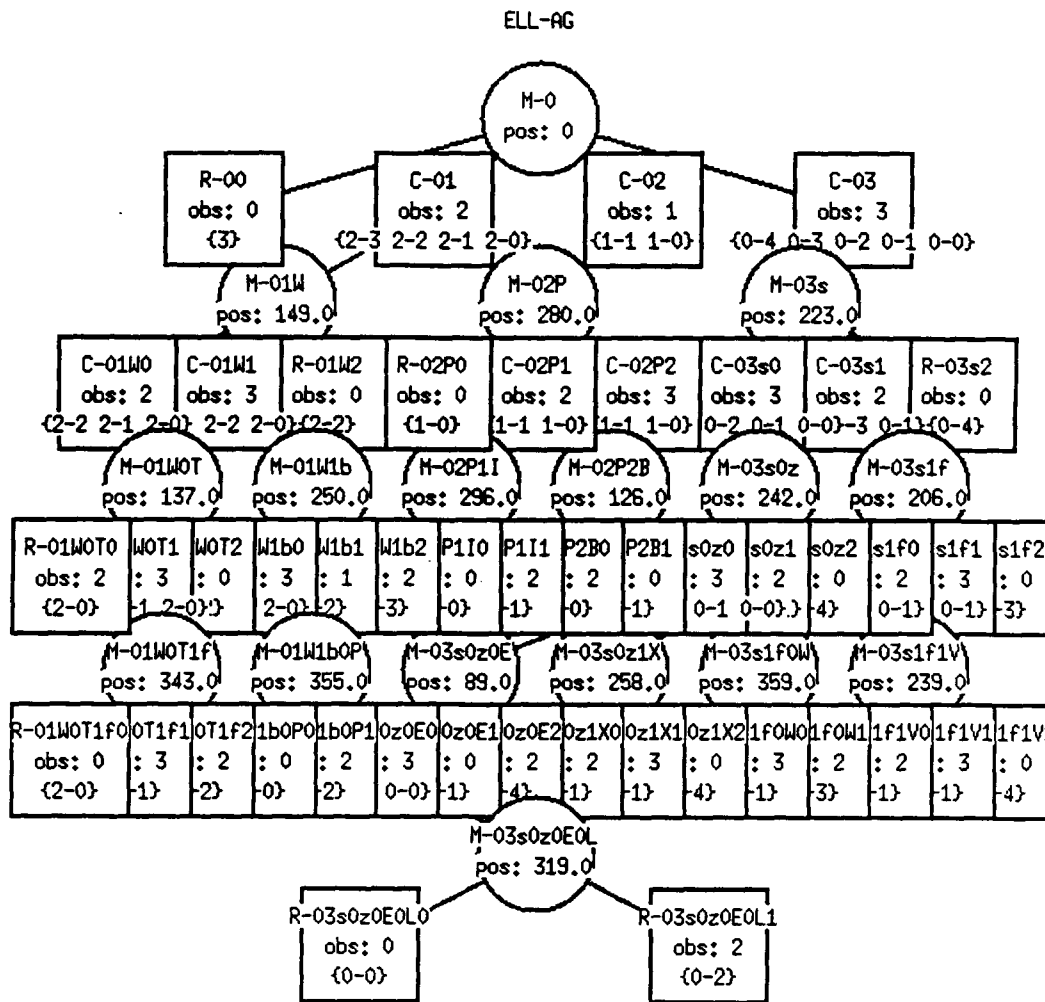 ELL-AG
M-0
pos: 0
R-00 C-01 C-02 C-03
obs: 0 obs: 2 obs: 1 obs: 3
{3} {2-3 2-2 2-1 2-0} {1-1 1-0} {0-4 0-3 0-2 0-1 0-0}
M-01W M-02P M-03s
pos: 149.0 pos: 280.0 pos: 223.0
C-01W0 C-01W1 R-01W2 R-02P0 C-02P1 C-02P2 C-03s0 C-03s1 R-03s2
obs: 2 obs: 3 obs: 0 obs: 0 obs: 2 obs: 3 obs: 3 obs: 2 obs: 0
{2-2 2-1 2-0} 2-2 2-0} {2-2} {1-0} {1-1 1-0} {1-1 1-0} 0-2 0-1 0-0} -3 0-1} {0-4}
M-01W0T M-01W1b M-02P1I M-02P2B M-03s0z M-03s1f
pos: 137.0 pos: 250.0 pos: 296.0 pos: 126.0 pos: 242.0 pos: 206.0
R-01W0T0 W0T1 W0T2 W1b0 W1b1 W1b2 P1I0 P1I1 P2B0 P2B1 s0z0 s0z1 s0z2 s1f0 s1f1 s1f2
obs: 2 : 3 : 0 : 3 : 1 : 2 : 0 : 2 : 2 : 0 : 3 : 2 : 0 : 2 : 3 : 0
{2-0} -1 2-0} 2-0} -2} -3} -0} -1} -0} -1} 0-1 0-0} -4} 0-1} 0-1} -3}
M-01W0T1f M-01W1b0P M-03s0z0E M-03s0z1X M-03s1f0W M-03s1f1V
pos: 343.0 pos: 355.0 pos: 89.0 pos: 258.0 pos: 359.0 pos: 239.0
R-01W0T1f0 0T1f1 0T1f2 1b0P0 1b0P1 0z0E0 0z0E1 0z0E2 0z1X0 0z1X1 0z1X2 1f0W0 1f0W1 1f1V0 1f1V1 1f1V
obs: 0 : 3 : 2 : 0 : 2 : 3 : 0 : 2 : 2 : 3 : 0 : 3 : 2 : 2 : 3 : 0
{2-0} -1} -2} 0} -2} 0-0} -1} -4} -1} -1} -4} -1} -3} -1} -1} -4}
M-03s0z0E0L
pos: 319.0
R-03s0z0E0L0 R-03s0z0E0L1
obs: 0 obs: 2
{0-0} {0-2}